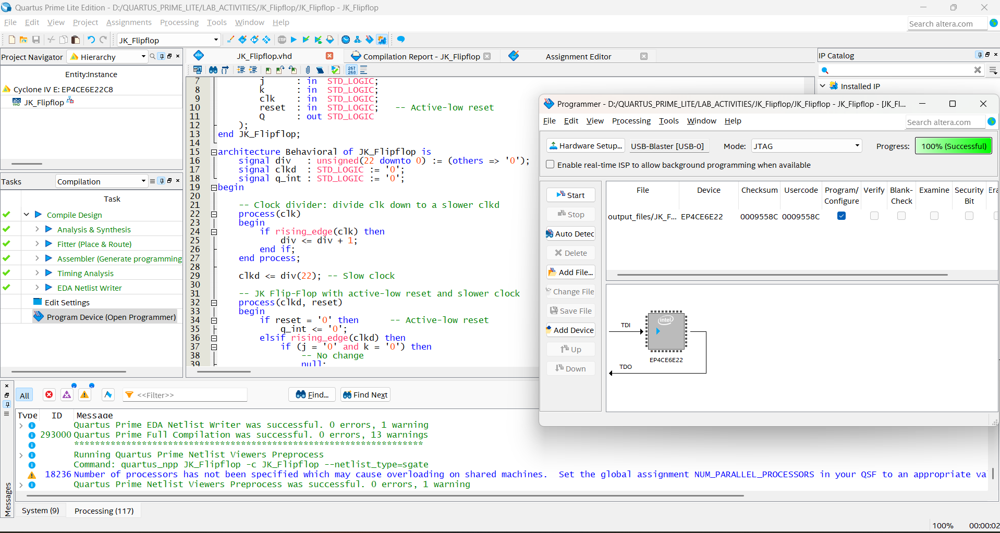 Quartus Prime Lite Edition - D:/QUARTUS_PRIME_LITE/LAB_ACTIVITIES/JK_Flipflop/JK_Flipflop - JK_Flipflop
File Edit View Project Assignments Processing Tools Window Help
Search altera.com
JK_Flipflop
Project Navigator Hierarchy
Entity:Instance
Cyclone IV E: EP4CE6E22C8
JK_Flipflop
Tasks Compilation
Task
Compile Design
Analysis & Synthesis
Fitter (Place & Route)
Assembler (Generate programming
Timing Analysis
EDA Netlist Writer
Edit Settings
Program Device (Open Programmer)
JK_Flipflop.vhd
Compilation Report - JK_Flipflop
Assignment Editor
267
268
7 j : in STD_LOGIC;
8 k : in STD_LOGIC;
9 clk : in STD_LOGIC;
10 reset : in STD_LOGIC; -- Active-low reset
11 Q : out STD_LOGIC
12 );
13 end JK_Flipflop;
14
15 architecture Behavioral of JK_Flipflop is
16 signal div : unsigned(22 downto 0) := (others => '0');
17 signal clkd : STD_LOGIC := '0';
18 signal q_int : STD_LOGIC := '0';
19 begin
20
21 -- Clock divider: divide clk down to a slower clkd
22 process(clk)
23 begin
24 if rising_edge(clk) then
25 div <= div + 1;
26 end if;
27 end process;
28
29 clkd <= div(22); -- Slow clock
30
31 -- JK Flip-Flop with active-low reset and slower clock
32 process(clkd, reset)
33 begin
34 if reset = '0' then -- Active-low reset
35 q_int <= '0';
36 elsif rising_edge(clkd) then
37 if (j = '0' and k = '0') then
38 -- No change
39 null;
IP Catalog
Installed IP
Programmer - D:/QUARTUS_PRIME_LITE/LAB_ACTIVITIES/JK_Flipflop/JK_Flipflop - JK_Flipflop - [JK_Fl...
File Edit View Processing Tools Window Help
Search altera.com
Hardware Setup... USB-Blaster [USB-0] Mode: JTAG Progress: 100% (Successful)
Enable real-time ISP to allow background programming when available
Start
Stop
Auto Detec
Delete
Add File...
Change File
Save File
Add Device
Up
Down
File Device Checksum Usercode Program/ Verify Blank- Examine Security Era
Configure Check Bit
output_files/JK_F... EP4CE6E22 0009558C 0009558C
TDI
intel
EP4CE6E22
TDO
All <<Filter>> Find... Find Next
Type ID Message
Quartus Prime EDA Netlist Writer was successful. 0 errors, 1 warning
293000 Quartus Prime Full Compilation was successful. 0 errors, 13 warnings
*******************************************************************
Running Quartus Prime Netlist Viewers Preprocess
Command: quartus_npp JK_Flipflop -c JK_Flipflop --netlist_type=sgate
18236 Number of processors has not been specified which may cause overloading on shared machines. Set the global assignment NUM_PARALLEL_PROCESSORS in your QSF to an appropriate va
Quartus Prime Netlist Viewers Preprocess was successful. 0 errors, 1 warning
Messages
System (9) Processing (117)
100% 00:00:02